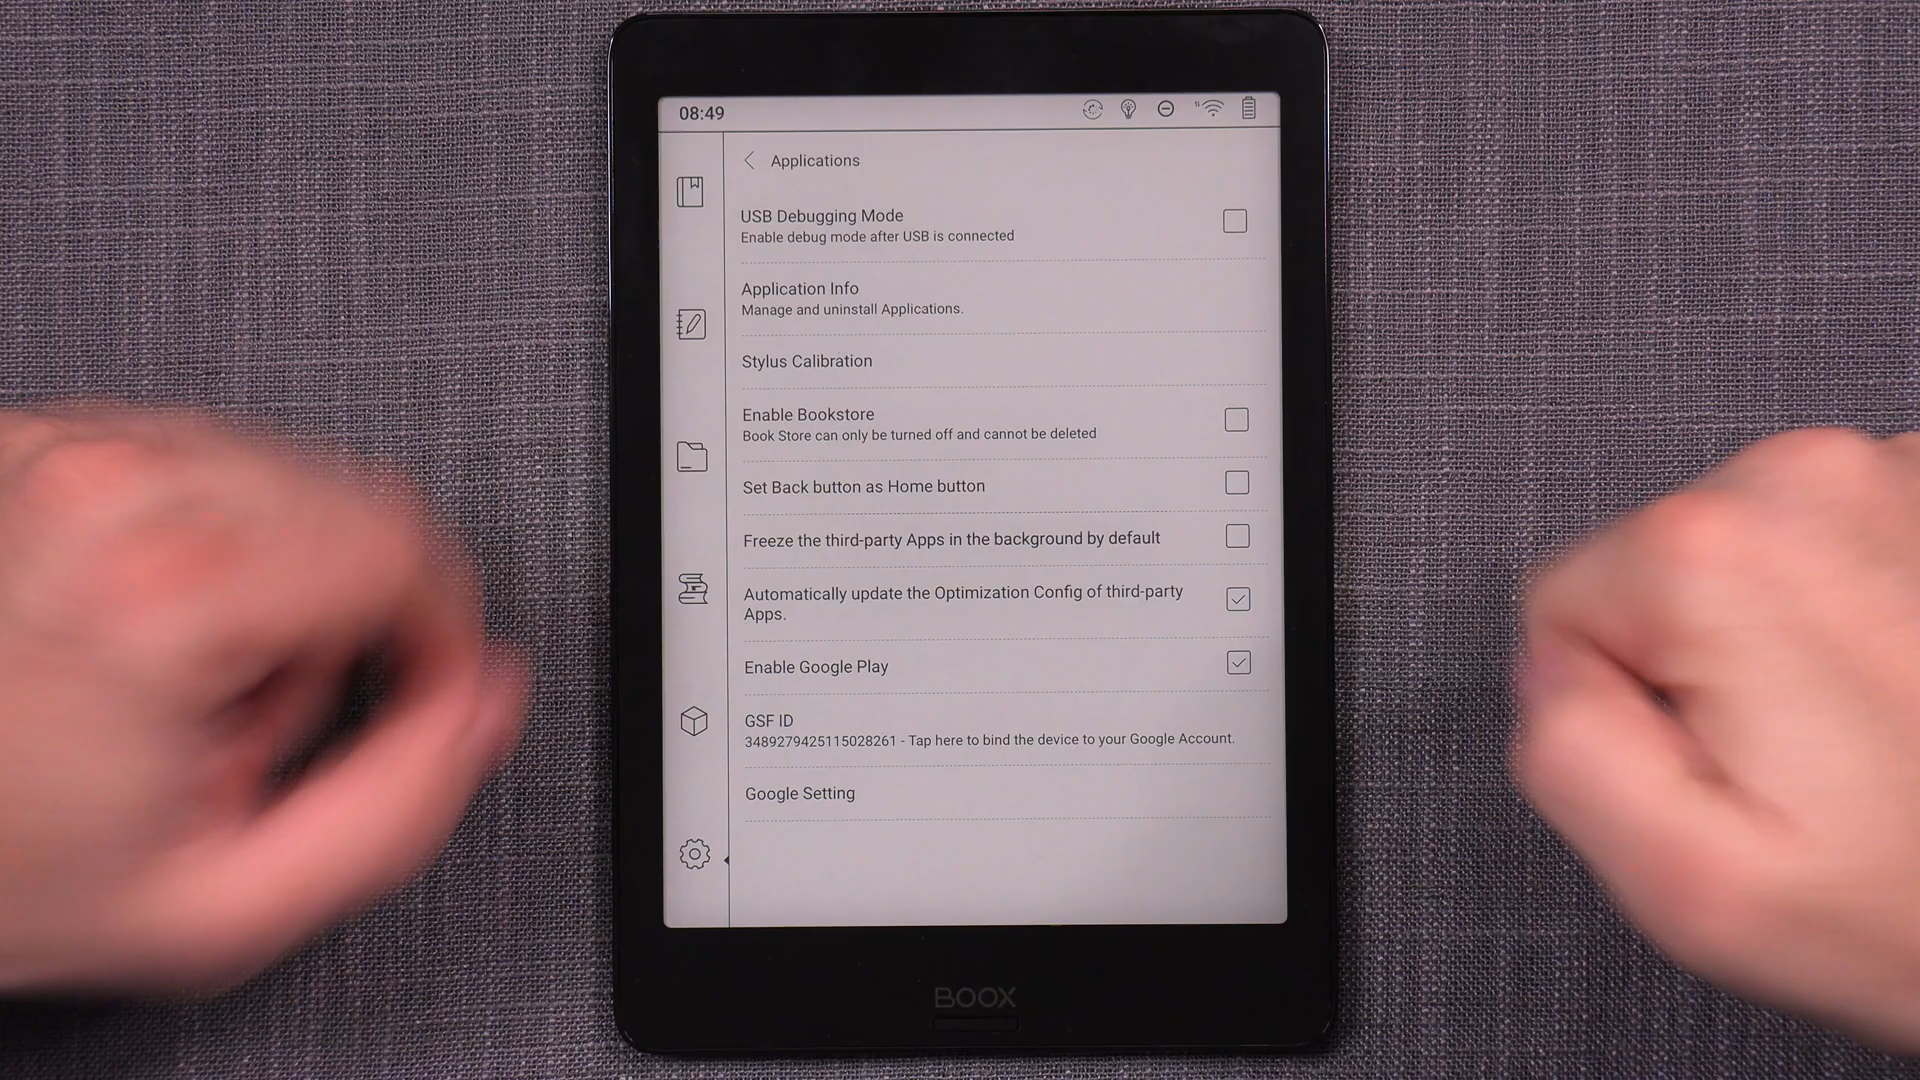 08:49
Applications
USB Debugging Mode
Enable debug mode after USB is connected
Application Info
Manage and uninstall Applications.
Stylus Calibration
Enable Bookstore
Book Store can only be turned off and cannot be deleted
Set Back button as Home button
Freeze the third-party Apps in the background by default
Automatically update the Optimization Config of third-party
Apps.
Enable Google Play
GSF ID
3489279425115028261 - Tap here to bind the device to your Google Account.
Google Setting
BOOX